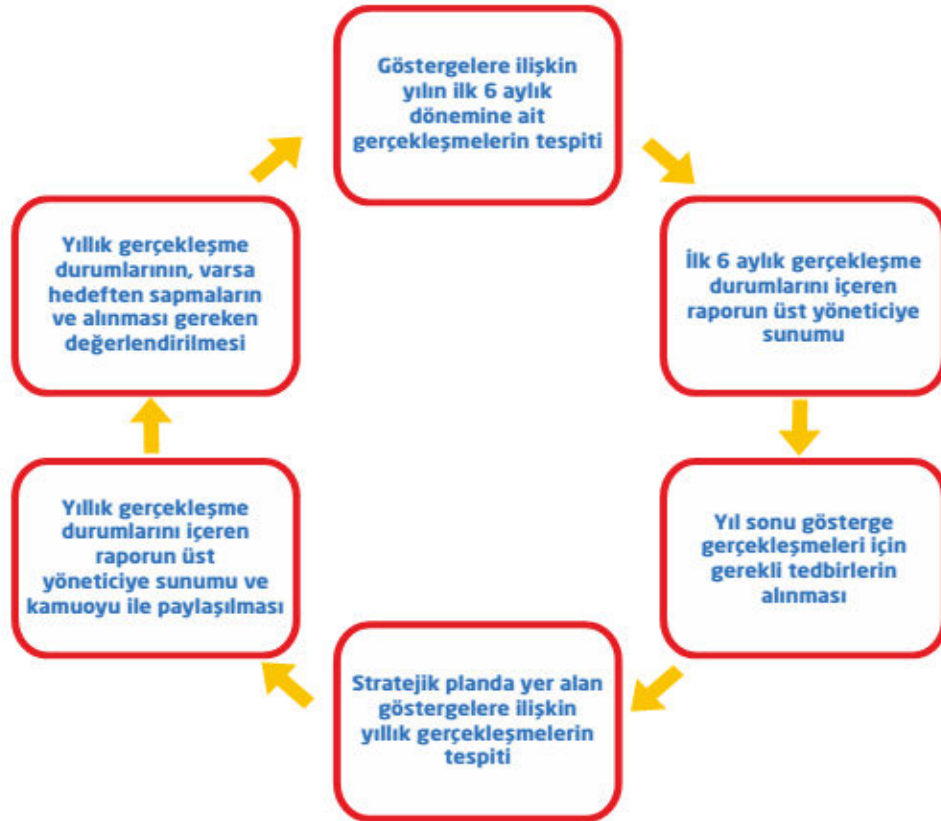 Göstergelere ilişkin
yılın ilk 6 aylık
dönemine ait
gerçekleşmelerin tespiti
İlk 6 aylık gerçekleşme
durumlarını içeren
raporun üst yöneticiye
sunumu
Yıl sonu gösterge
gerçekleşmeleri için
gerekli tedbirlerin
alınması
Stratejik planda yer alan
göstergelere ilişkin
yıllık gerçekleşmelerin
tespiti
Yıllık gerçekleşme
durumlarını içeren
raporun üst
yöneticiye sunumu ve
kamuoyu ile paylaşılması
Yıllık gerçekleşme
durumlarının, varsa
hedeften sapmaların
ve alınması gereken
değerlendirilmesi